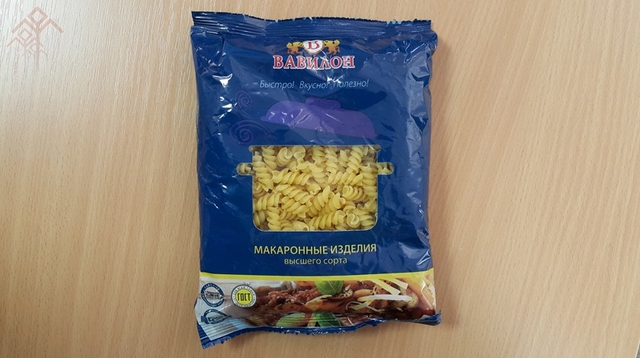 В
ВАВИЛОН
Быстро! Вкусно! Полезно!
МАКАРОННЫЕ ИЗДЕЛИЯ
высшего сорта
ГОСТ